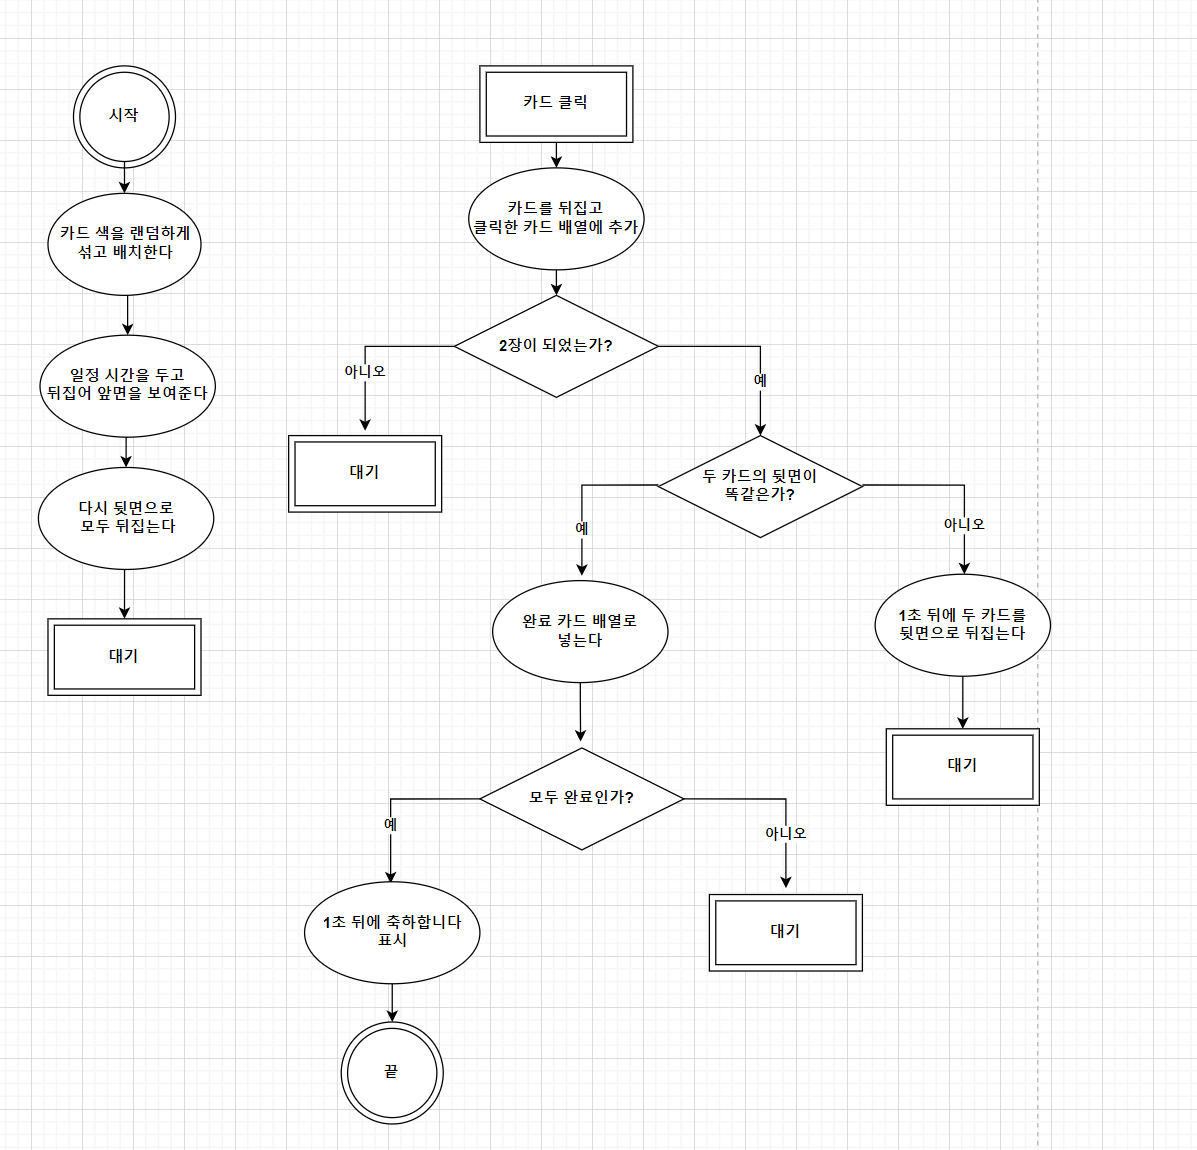 시작
카드 색을 랜덤하게
섞고 배치한다
일정 시간을 두고
뒤집어 앞면을 보여준다
다시 뒷면으로
모두 뒤집는다
대기
카드 클릭
카드를 뒤집고
클릭한 카드 배열에 추가
2장이 되었는가?
아니오
예
대기
두 카드의 뒷면이
똑같은가?
예
아니오
완료 카드 배열로
넣는다
1초 뒤에 두 카드를
뒷면으로 뒤집는다
대기
모두 완료인가?
예
아니오
1초 뒤에 축하합니다
표시
대기
끝